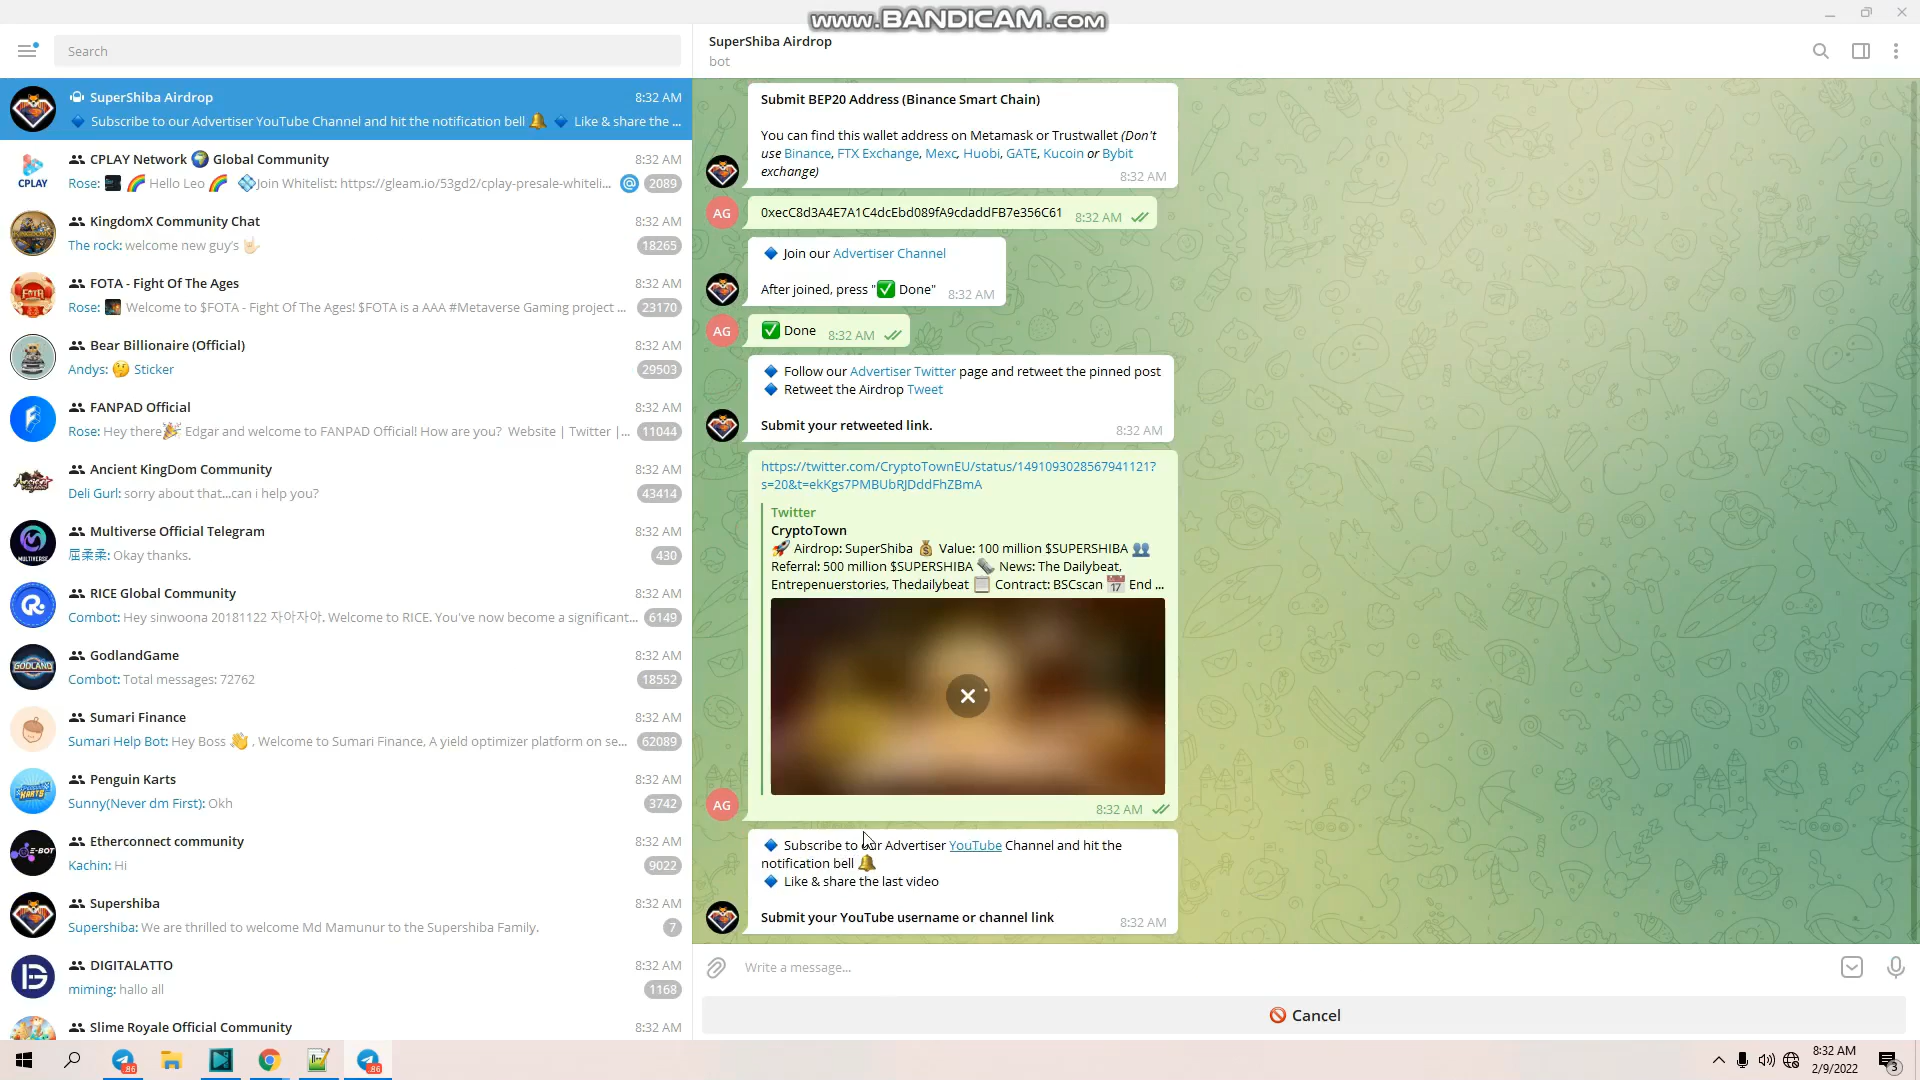 www.BANDICAM.com
Search
SuperShiba Airdrop
8:32 AM
Subscribe to our Advertiser YouTube Channel and hit the notification bell 🔔 🔹 Like & share the ...
CPLAY Network 🌍 Global Community
8:32 AM
Rose: 🌈 Hello Leo 🌈 💠Join Whitelist: https://gleam.io/53gd2/cplay-presale-whiteli...
@ 2089
CPLAY
KingdomX Community Chat
8:32 AM
The rock: welcome new guy's 🤟🏻
18265
FOTA - Fight Of The Ages
8:32 AM
Rose: Welcome to $FOTA - Fight Of The Ages! $FOTA is a AAA #Metaverse Gaming project ...
23170
FOTA
Bear Billionaire (Official)
8:32 AM
Andys: 🤔 Sticker
29503
FANPAD Official
8:32 AM
Rose: Hey there🎉 Edgar and welcome to FANPAD Official! How are you? Website | Twitter |...
11044
Ancient KingDom Community
8:32 AM
Deli Gurl: sorry about that...can i help you?
43414
Multiverse Official Telegram
8:32 AM
屈柔柔: Okay thanks.
430
MULTIVERSE
RICE Global Community
8:32 AM
Combot: Hey sinwoona 20181122 자아자아. Welcome to RICE. You've now become a significant...
6149
GodlandGame
8:32 AM
Combot: Total messages: 72762
18552
GODLAND
Sumari Finance
8:32 AM
Sumari Help Bot: Hey Boss 👋 , Welcome to Sumari Finance, A yield optimizer platform on se...
62089
Penguin Karts
8:32 AM
Sunny(Never dm First): Okh
3742
Etherconnect community
8:32 AM
Kachin: Hi
9022
E-BOT
Supershiba
8:32 AM
Supershiba: We are thrilled to welcome Md Mamunur to the Supershiba Family.
7
DIGITALATTO
8:32 AM
miming: hallo all
1168
Slime Royale Official Community
8:32 AM
SuperShiba Airdrop
bot
Submit BEP20 Address (Binance Smart Chain)
You can find this wallet address on Metamask or Trustwallet (Don't
use Binance, FTX Exchange, Mexc, Huobi, GATE, Kucoin or Bybit
exchange)
8:32 AM
AG
0xecC8d3A4E7A1C4dcEbd089fA9cdaddFB7e356C61
8:32 AM
🔹 Join our Advertiser Channel
After joined, press "✅ Done"
8:32 AM
AG
✅ Done
8:32 AM
🔹 Follow our Advertiser Twitter page and retweet the pinned post
🔹 Retweet the Airdrop Tweet
Submit your retweeted link.
8:32 AM
https://twitter.com/CryptoTownEU/status/1491093028567941121?
s=20&t=ekKgs7PMBUbRJDddFhZBmA
Twitter
CryptoTown
🚀 Airdrop: SuperShiba 💰 Value: 100 million $SUPERSHIBA 👥
Referral: 500 million $SUPERSHIBA 🗞 News: The Dailybeat,
Entrepenuerstories, Thedailybeat 🗒 Contract: BSCscan 📅 End ...
AG
8:32 AM
🔹 Subscribe to our Advertiser YouTube Channel and hit the
notification bell 🔔
🔹 Like & share the last video
Submit your YouTube username or channel link
8:32 AM
Write a message...
🚫 Cancel
.86
.86
8:32 AM
2/9/2022
3